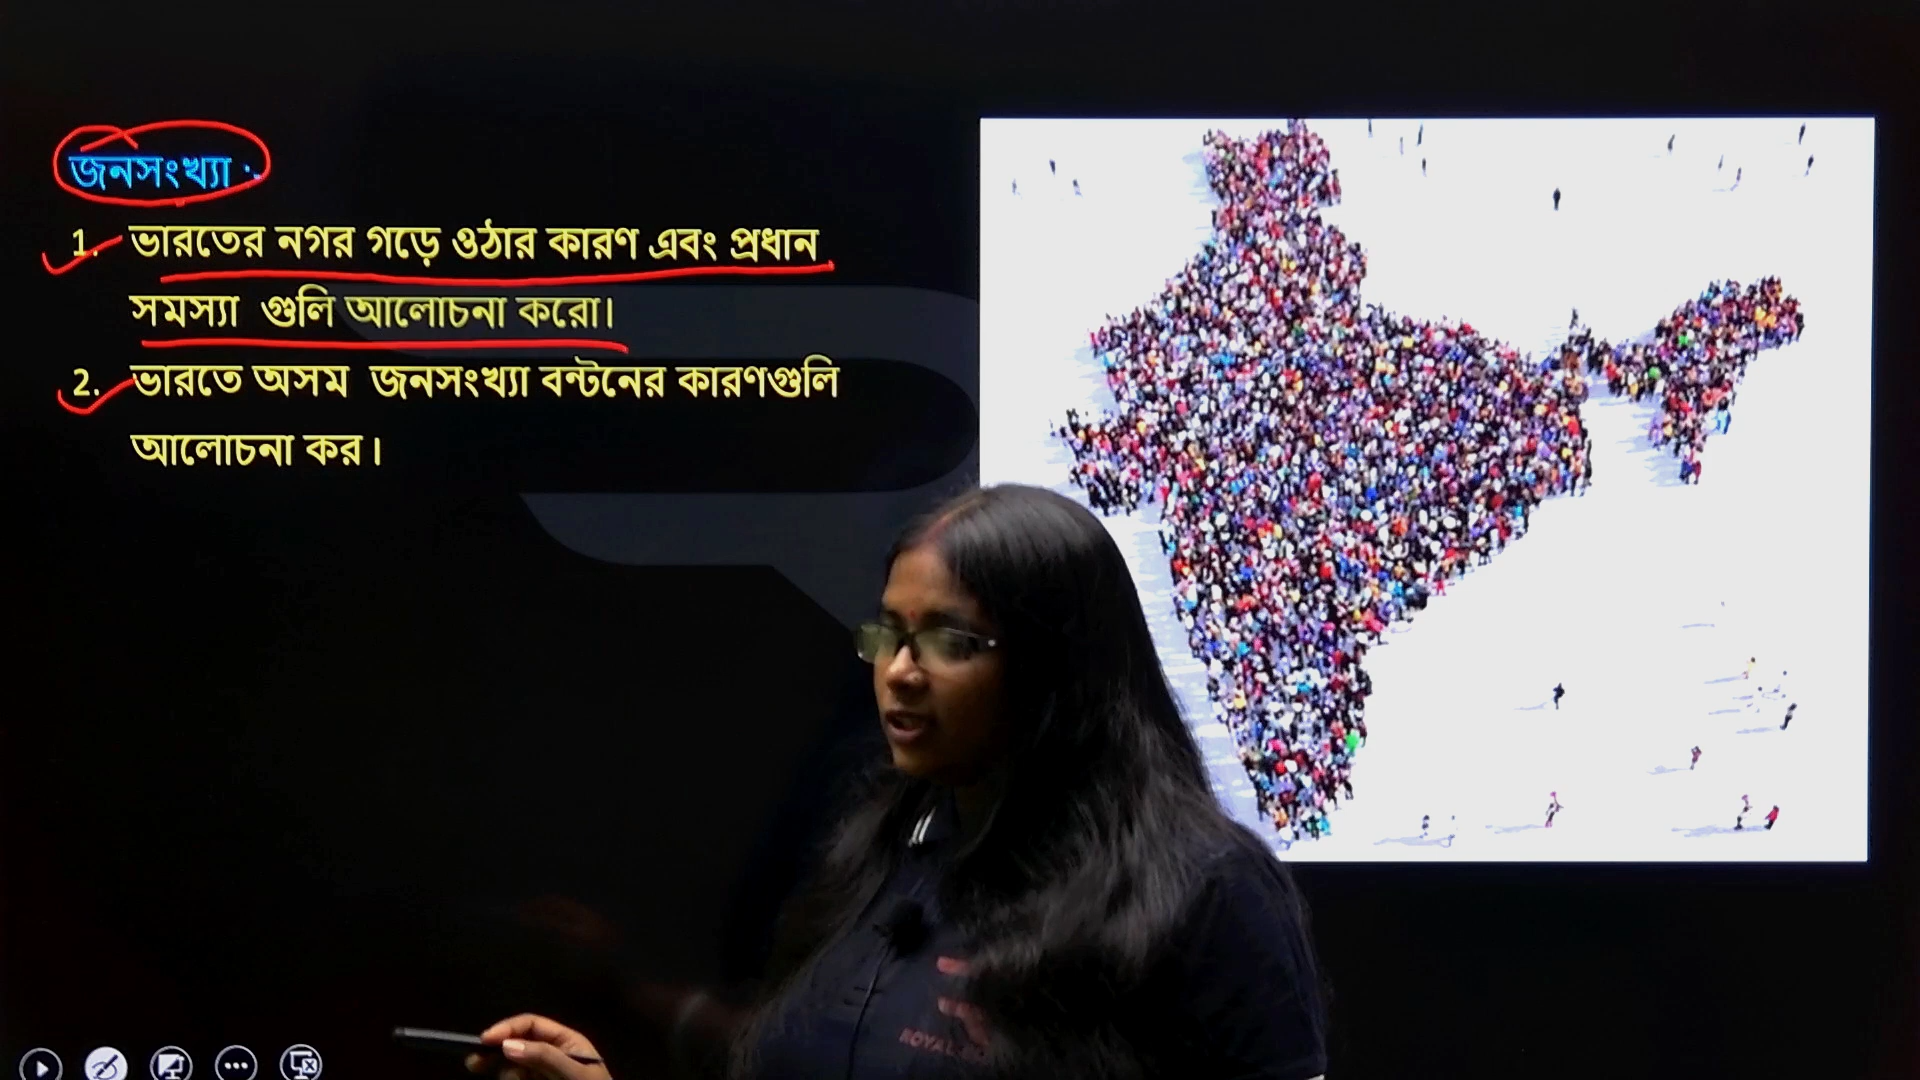 জনসংখ্যা :-
1. ভারতের নগর গড়ে ওঠার কারণ এবং প্রধান
সমস্যা গুলি আলোচনা করো।
2. ভারতে অসম জনসংখ্যা বন্টনের কারণগুলি
আলোচনা কর।
ROYAL